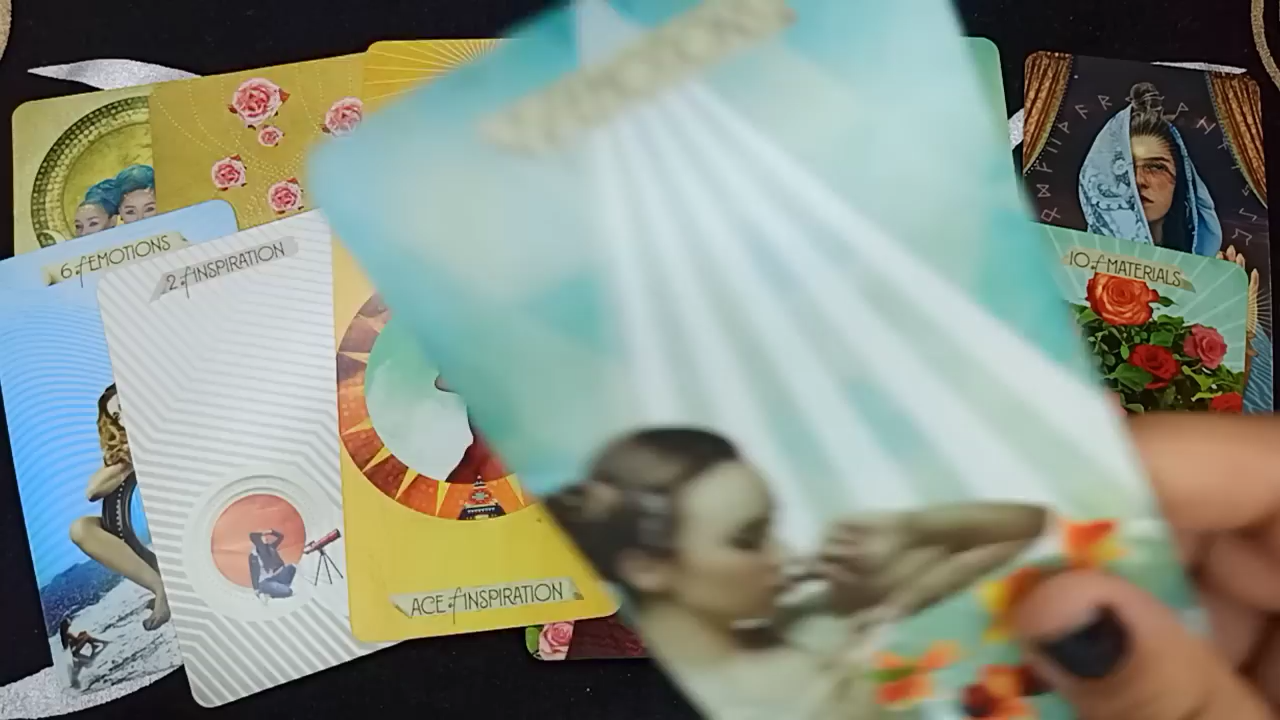 6 of EMOTIONS
2 of INSPIRATION
10 of MATERIALS
ACE of INSPIRATION